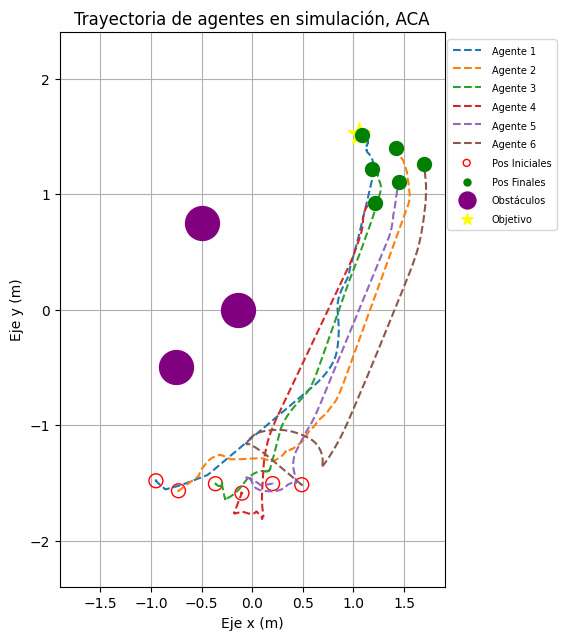 Trayectoria de agentes en simulación, ACA
Eje y (m)
2
1
0
−1
−2
−1.5
−1.0
−0.5
0.0
0.5
1.0
1.5
Eje x (m)
Agente 1
Agente 2
Agente 3
Agente 4
Agente 5
Agente 6
Pos Iniciales
Pos Finales
Obstáculos
Objetivo